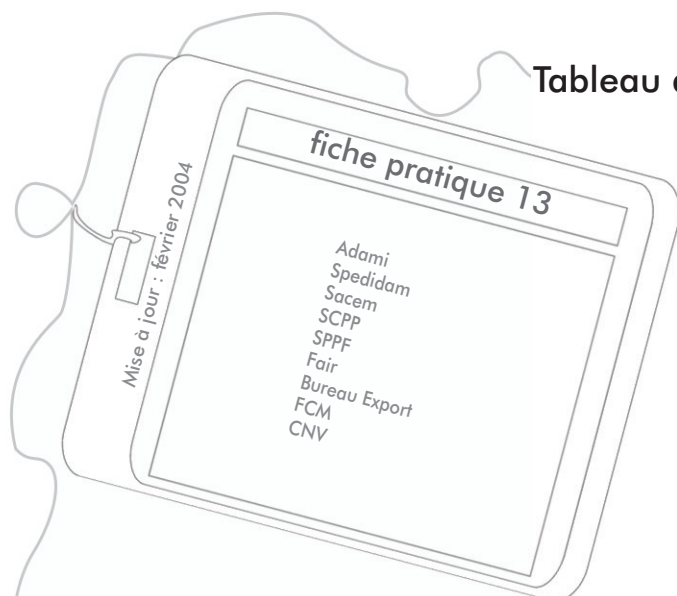 Tableau
fiche pratique 13
Mise à jour : février 2004
Adami
Spedidam
Sacem
SCPP
SPPF
Fair
Bureau Export
FCM
CNV